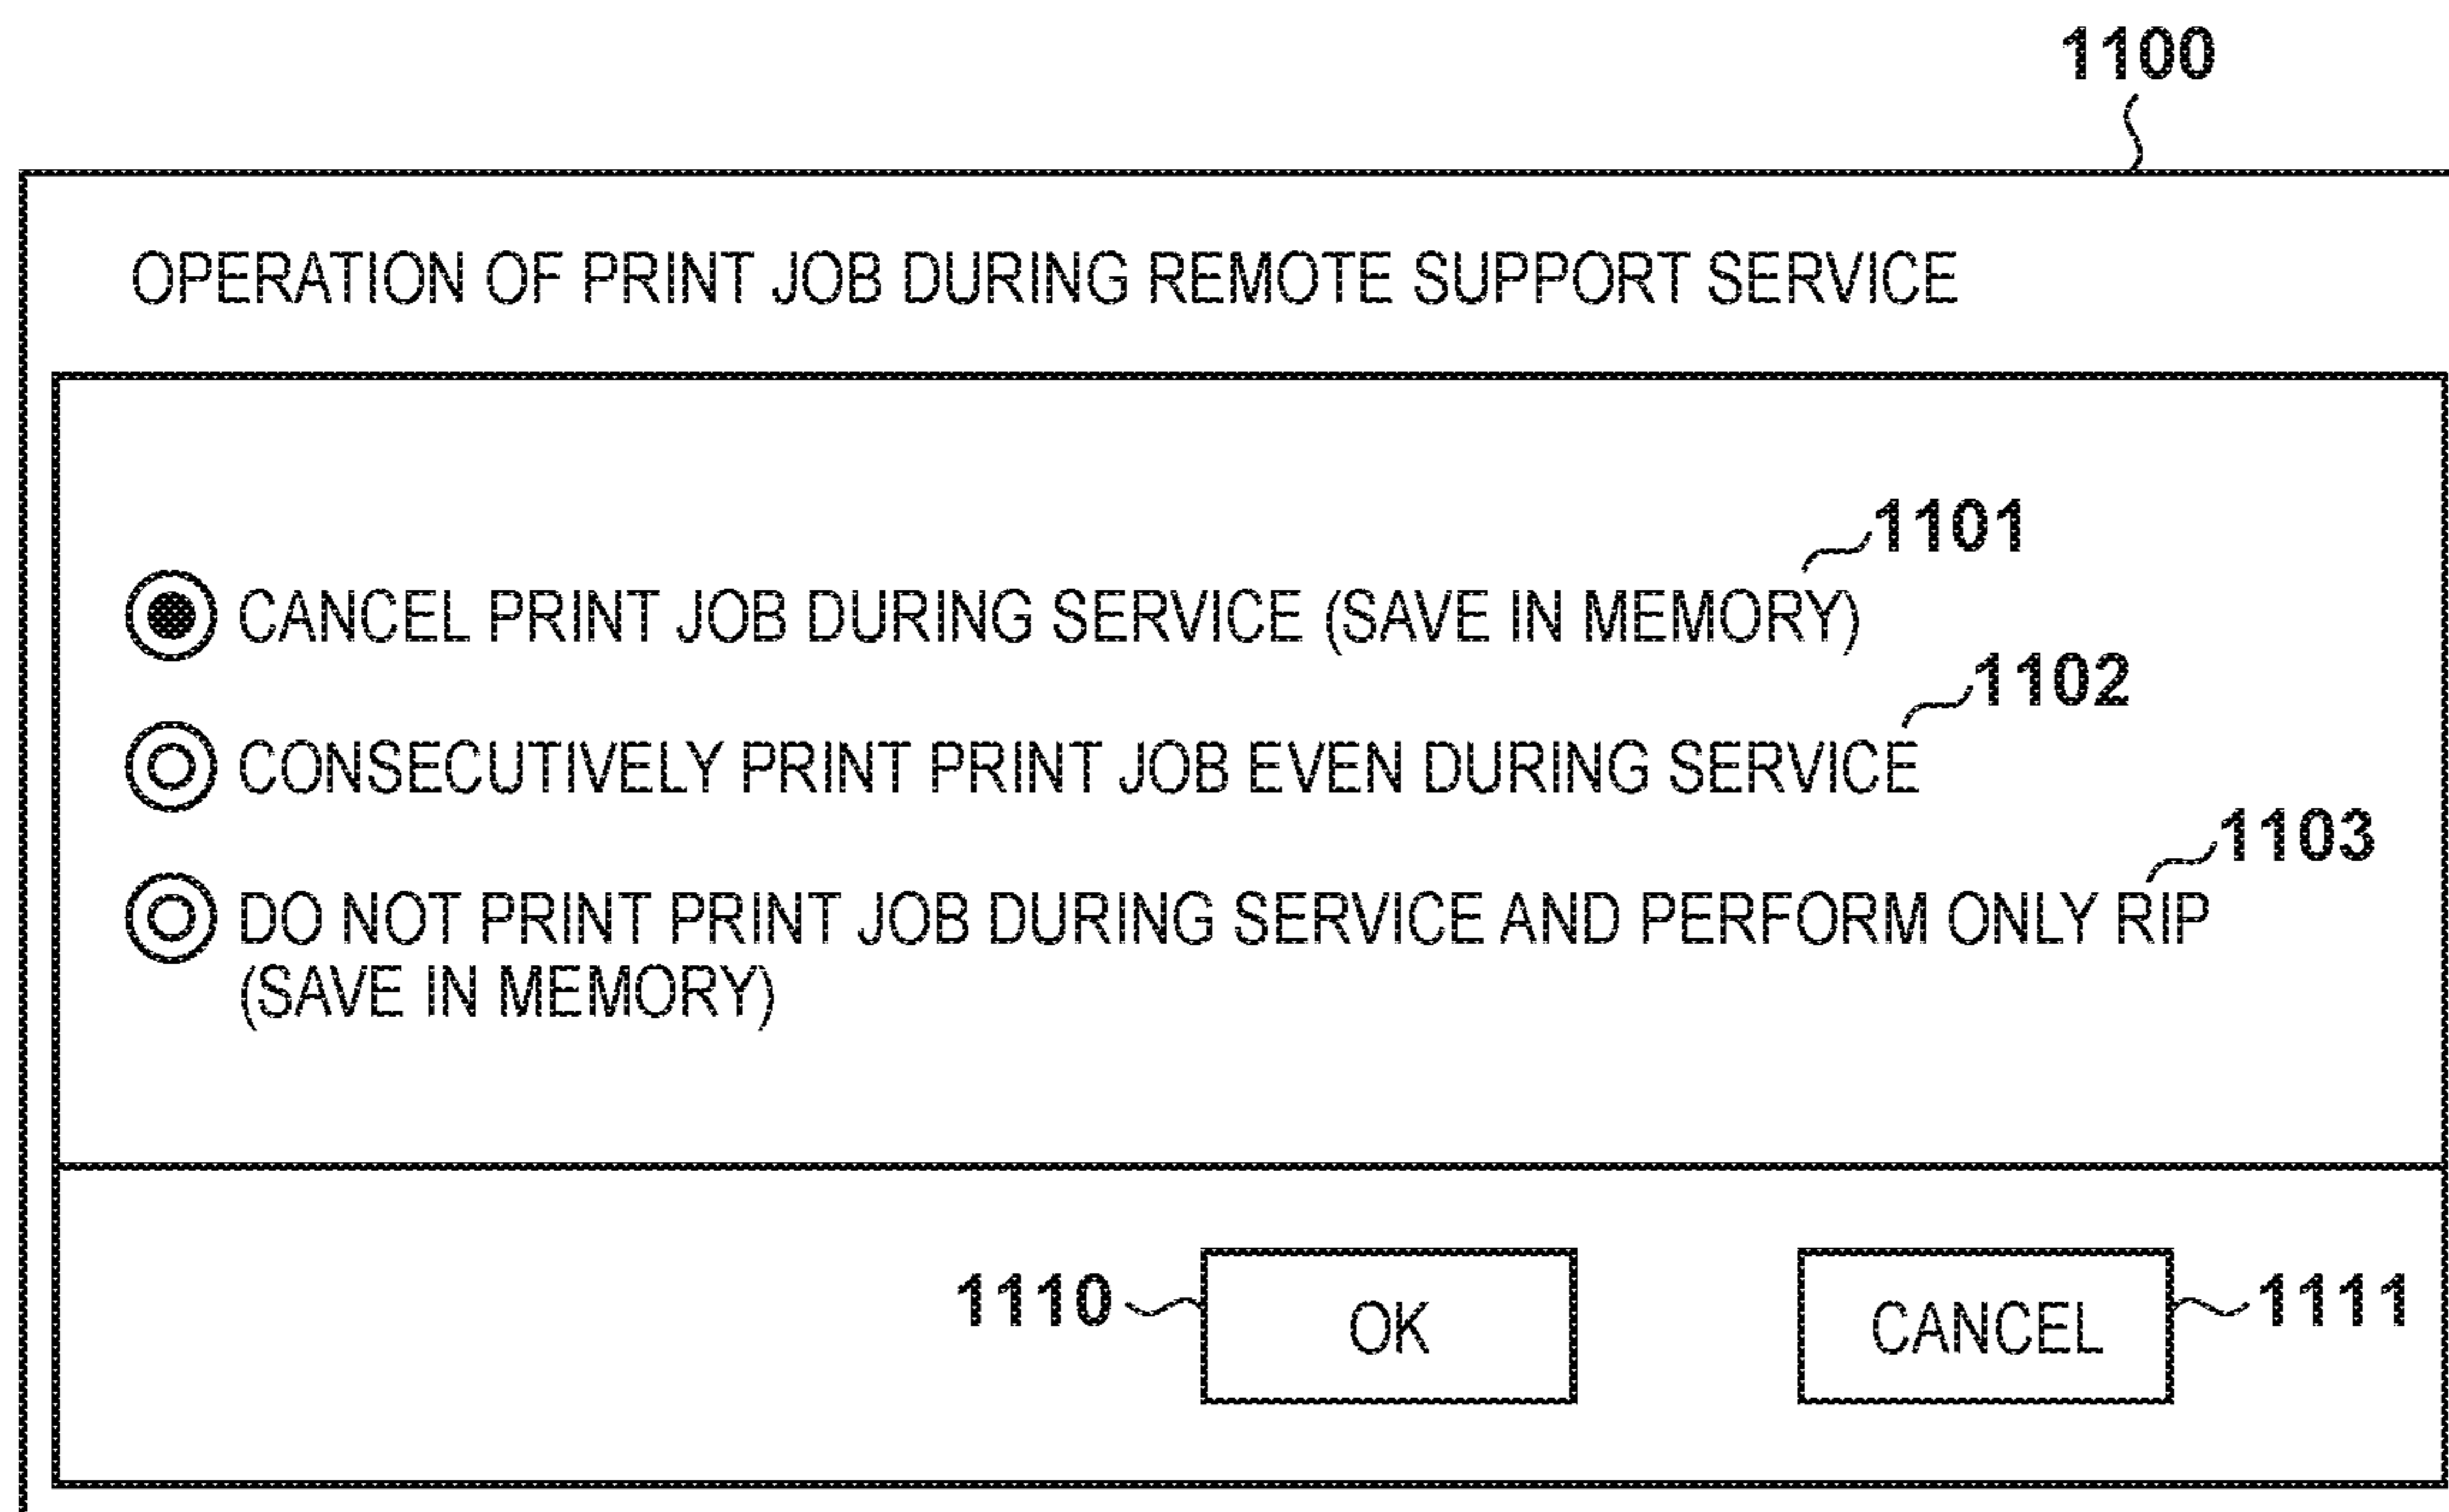 1100
OPERATION OF PRINT JOB DURING REMOTE SUPPORT SERVICE
1101
CANCEL PRINT JOB DURING SERVICE (SAVE IN MEMORY)
1102
CONSECUTIVELY PRINT PRINT JOB EVEN DURING SERVICE
1103
DO NOT PRINT PRINT JOB DURING SERVICE AND PERFORM ONLY RIP
(SAVE IN MEMORY)
1110 OK CANCEL 1111